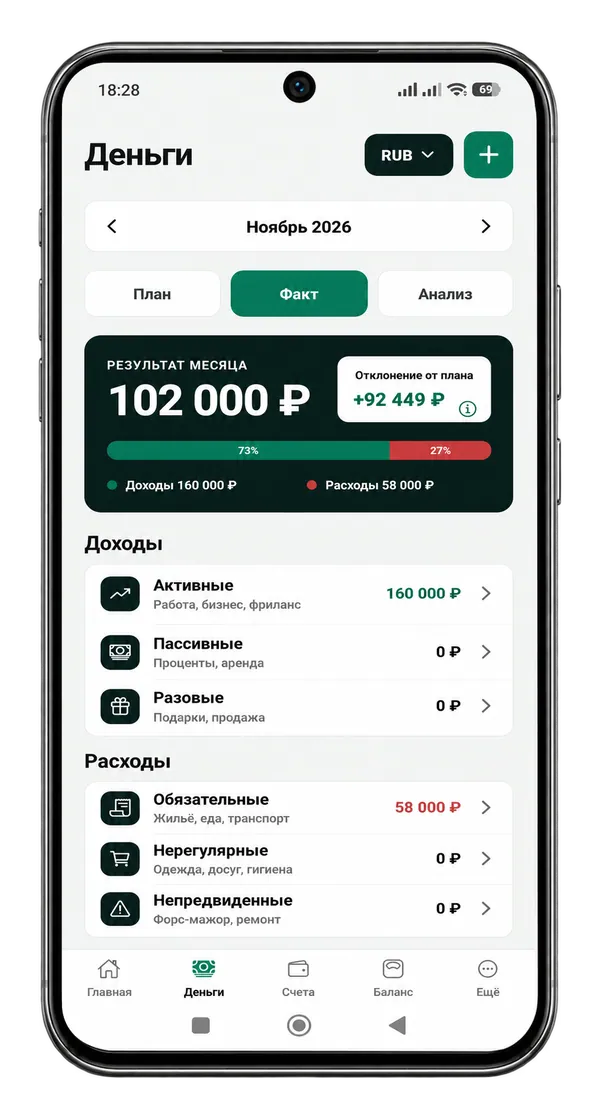 18:28
69
Деньги
RUB
Ноябрь 2026
План
Факт
Анализ
РЕЗУЛЬТАТ МЕСЯЦА
102 000 ₽
Отклонение от плана
+92 449 ₽
73%
27%
Доходы 160 000 ₽
Расходы 58 000 ₽
Доходы
Активные
Работа, бизнес, фриланс
160 000 ₽
Пассивные
Проценты, аренда
0 ₽
Разовые
Подарки, продажа
0 ₽
Расходы
Обязательные
Жильё, еда, транспорт
58 000 ₽
Нерегулярные
Одежда, досуг, гигиена
0 ₽
Непредвиденные
Форс-мажор, ремонт
0 ₽
Главная
Деньги
Счета
Баланс
Ещё